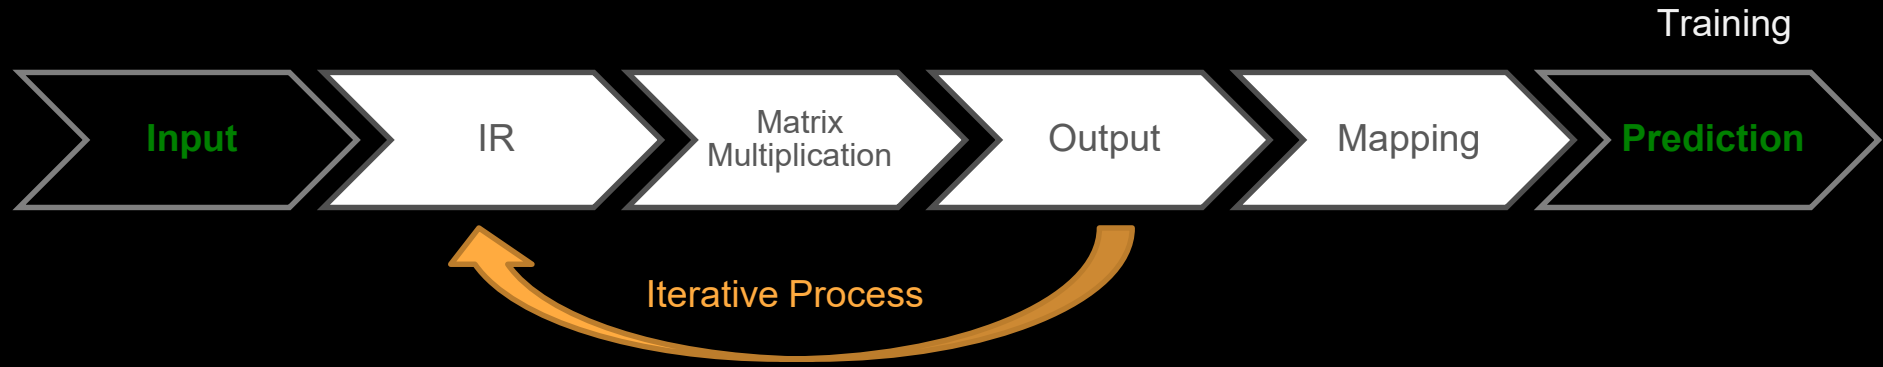 Training
Input
IR
Matrix
Multiplication
Output
Mapping
Prediction
Iterative Process